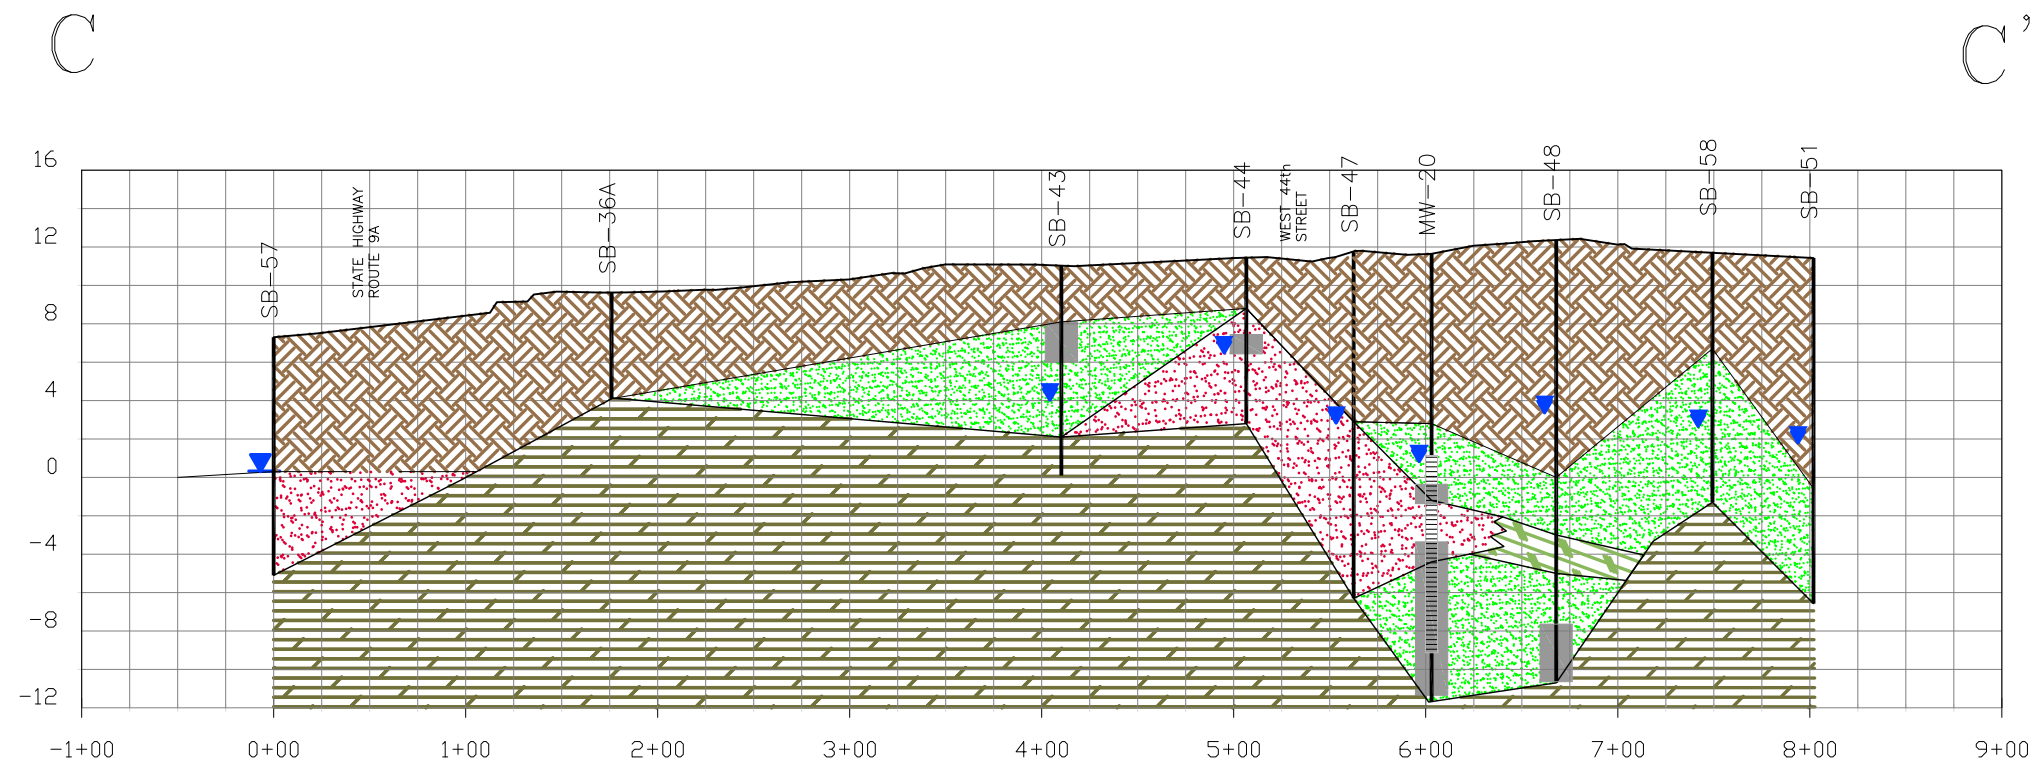 C
C'
SB-57
STATE HIGHWAY
ROUTE 9A
SB-36A
SB-43
SB-44
WEST 44th
STREET
SB-47
MW-20
SB-48
SB-58
SB-51
16
12
8
4
0
-4
-8
-12
-1+00 0+00 1+00 2+00 3+00 4+00 5+00 6+00 7+00 8+00 9+00